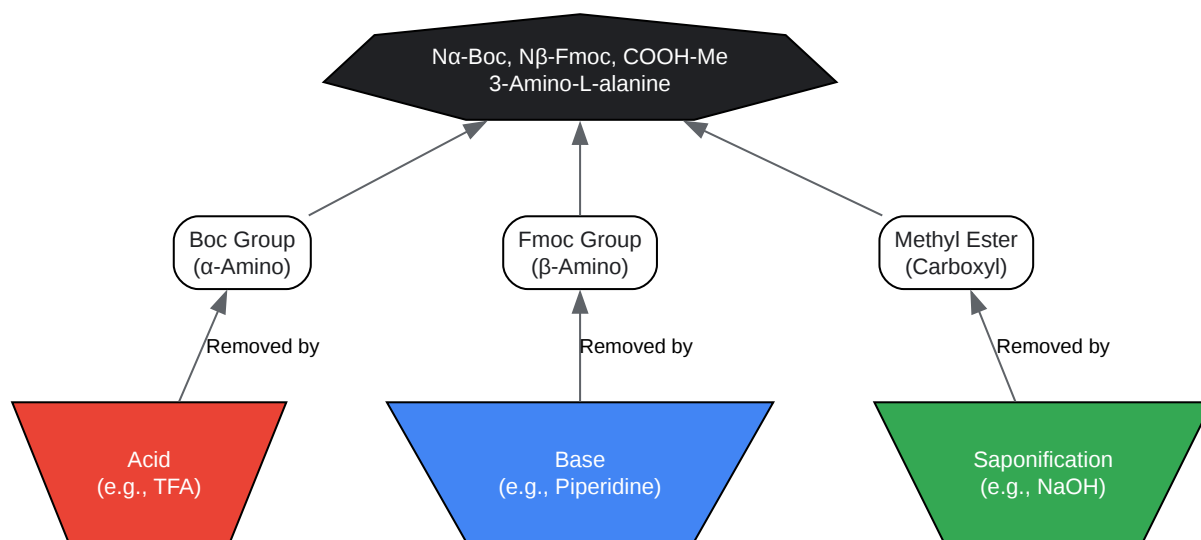 Nα-Boc, Nβ-Fmoc, COOH-Me
3-Amino-L-alanine
Boc Group
(α-Amino)
Fmoc Group
(β-Amino)
Methyl Ester
(Carboxyl)
Removed by
Removed by
Removed by
Acid
(e.g., TFA)
Base
(e.g., Piperidine)
Saponification
(e.g., NaOH)